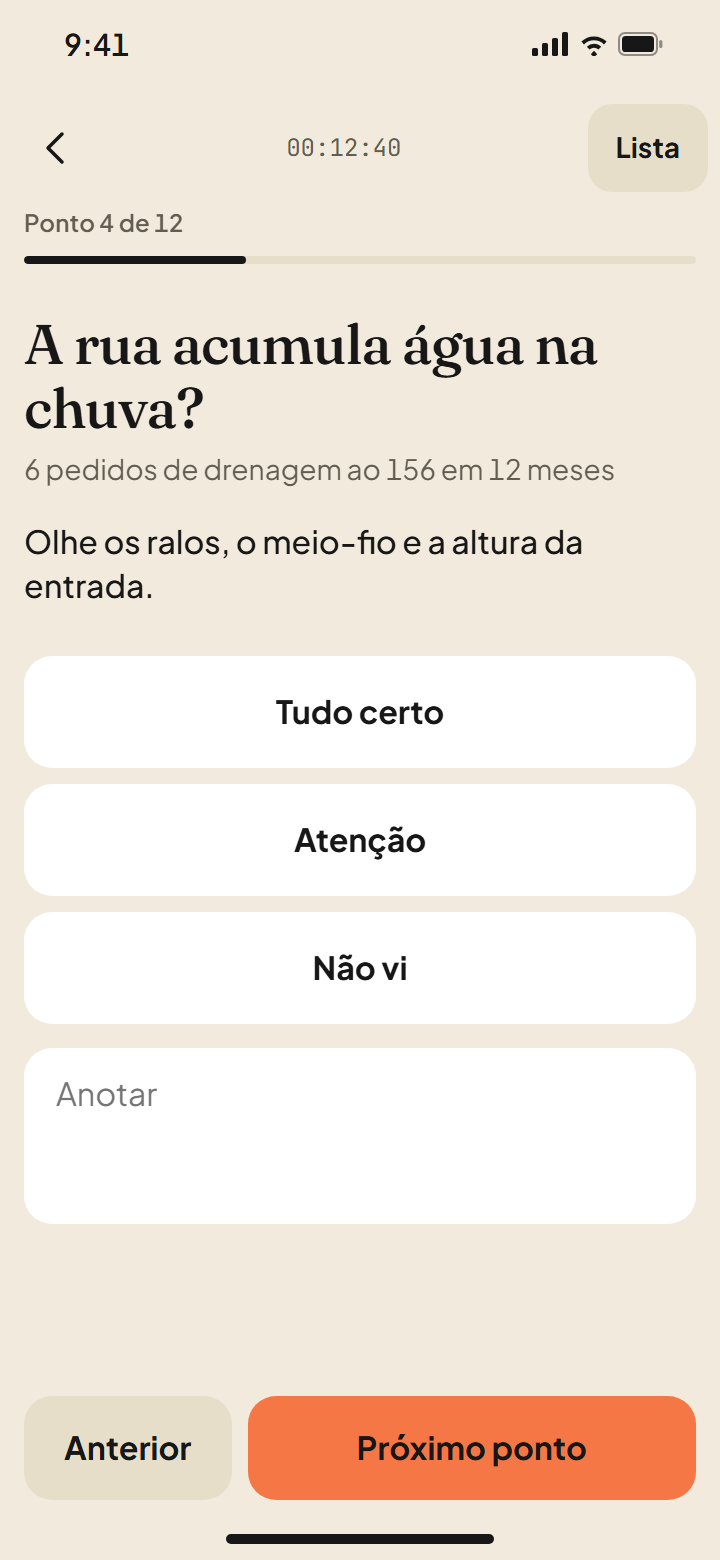 9:41
00:12:40
Lista
Ponto 4 de 12
A rua acumula água na
chuva?
6 pedidos de drenagem ao 156 em 12 meses
Olhe os ralos, o meio-fio e a altura da
entrada.
Tudo certo
Atenção
Não vi
Anotar
Anterior
Próximo ponto